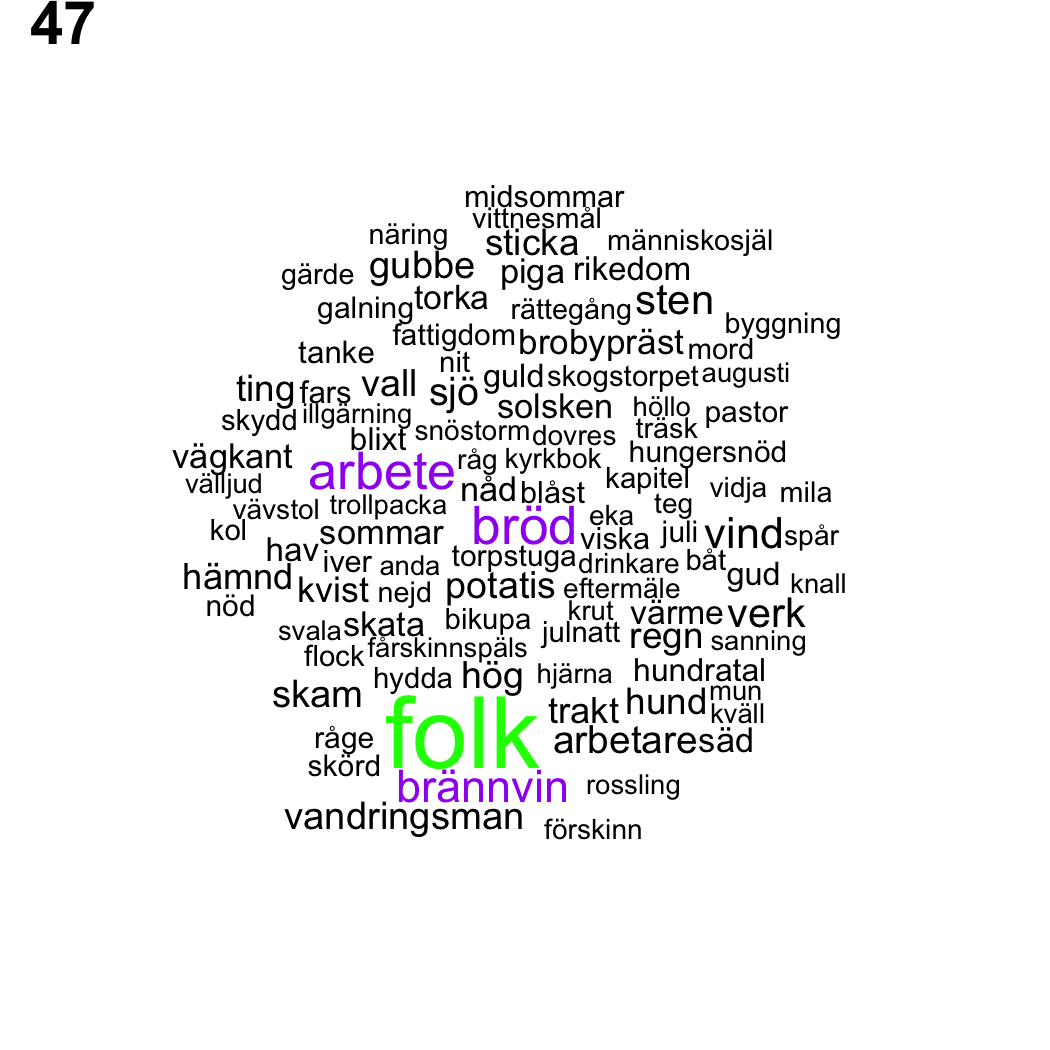 47
midsommar
vittnesmål
näring sticka människosjäl
gärde gubbe piga rikedom
galning torka rättegång sten
fattigdom brobypräst mord byggning
tanke nit
ting fars vall sjö guld skogstorpet augusti
skydd illgärning solsken höllo pastor
blixt snöstorm dovres träsk
vägkant arbete råg kyrkbok hungersnöd
välljud nåd blåst kapitel vidja mila
vävstol trollpacka teg
kol sommar bröd eka viska juli vind spår
hav iver anda torpstuga drinkare båt
hämnd kvist nejd potatis eftermäle gud knall
nöd krut värme verk
svala skata bikupa julnatt regn sanning
flock fårskinnspäls
hydda hög hjärna hundratal
skam folk trakt hund mun
kväll
råge arbetare säd
skörd
brännvin rossling
vandringsman förskinn